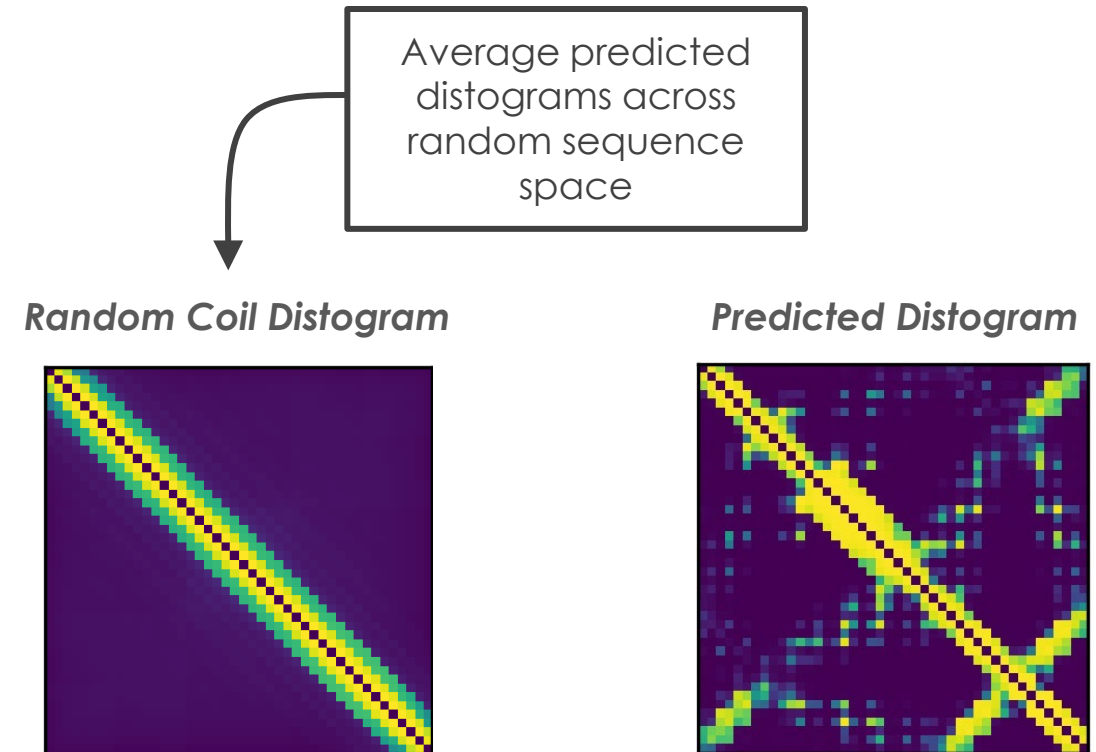 Average predicted
distograms across
random sequence
space
Random Coil Distogram
Predicted Distogram